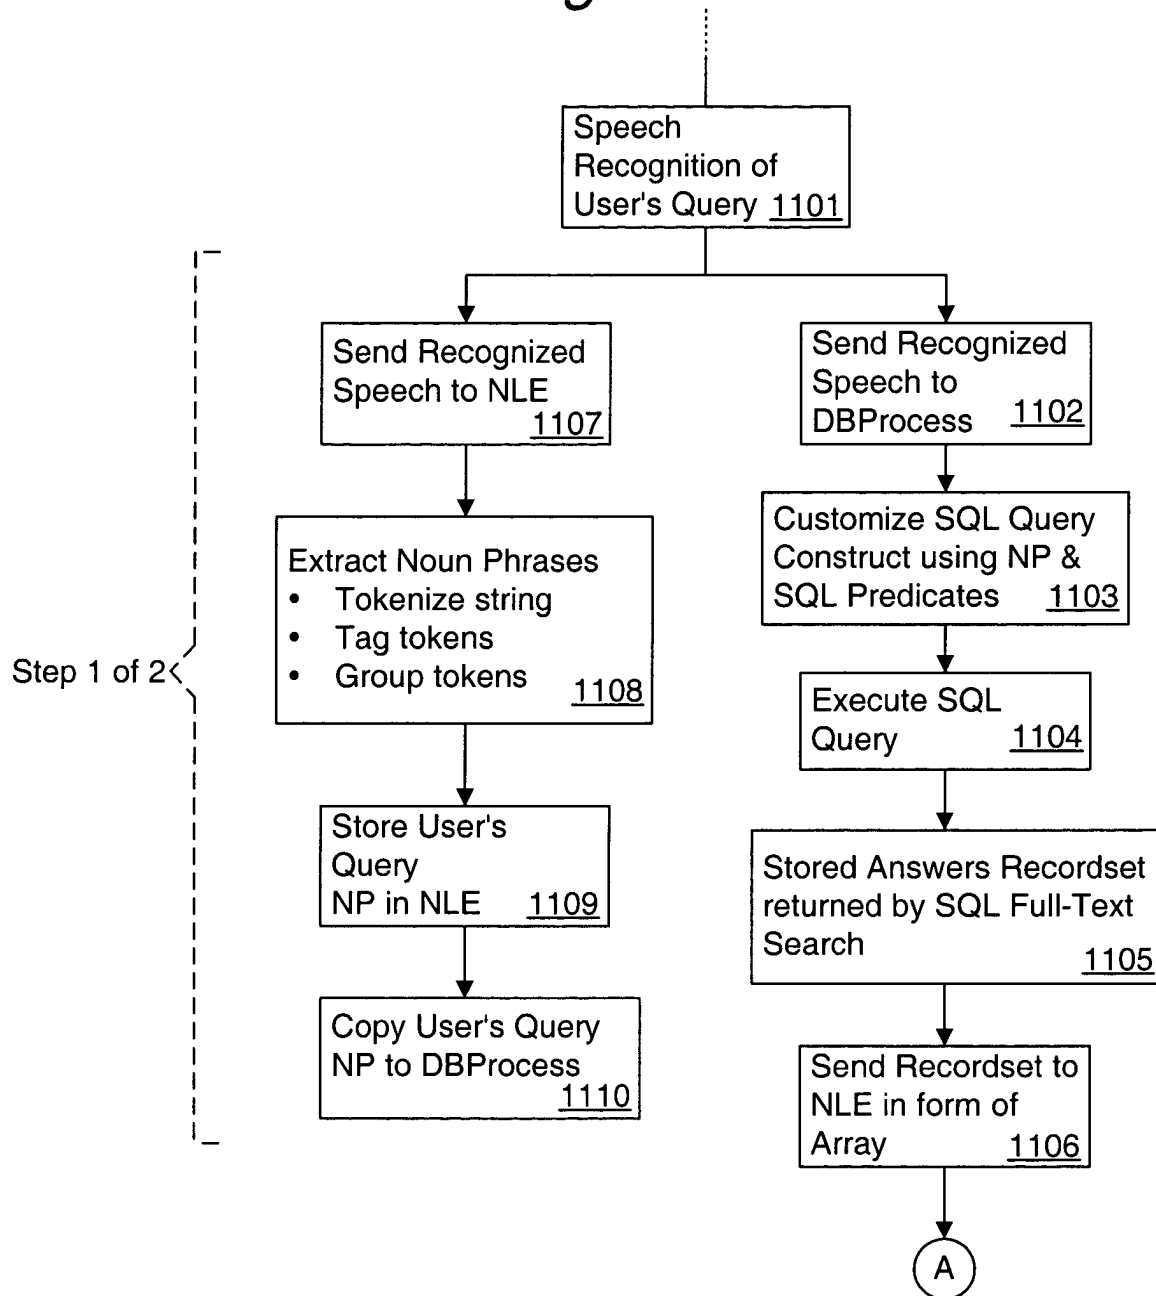 Speech
Recognition of
User's Query 1101
Send Recognized
Speech to NLE
1107
Send Recognized
Speech to
DBProcess 1102
Extract Noun Phrases
• Tokenize string
• Tag tokens
• Group tokens 1108
Customize SQL Query
Construct using NP &
SQL Predicates 1103
Step 1 of 2
Execute SQL
Query 1104
Store User's
Query
NP in NLE 1109
Stored Answers Recordset
returned by SQL Full-Text
Search
1105
Copy User's Query
NP to DBProcess
1110
Send Recordset to
NLE in form of
Array 1106
A